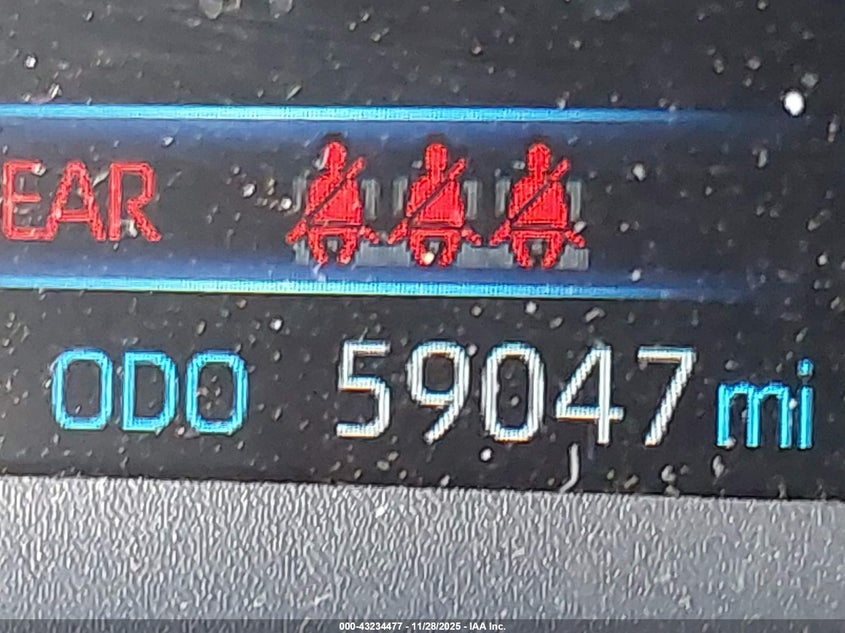 EAR
ODO 59047 mi
000-43234477 - 11/28/2025 - IAA Inc.